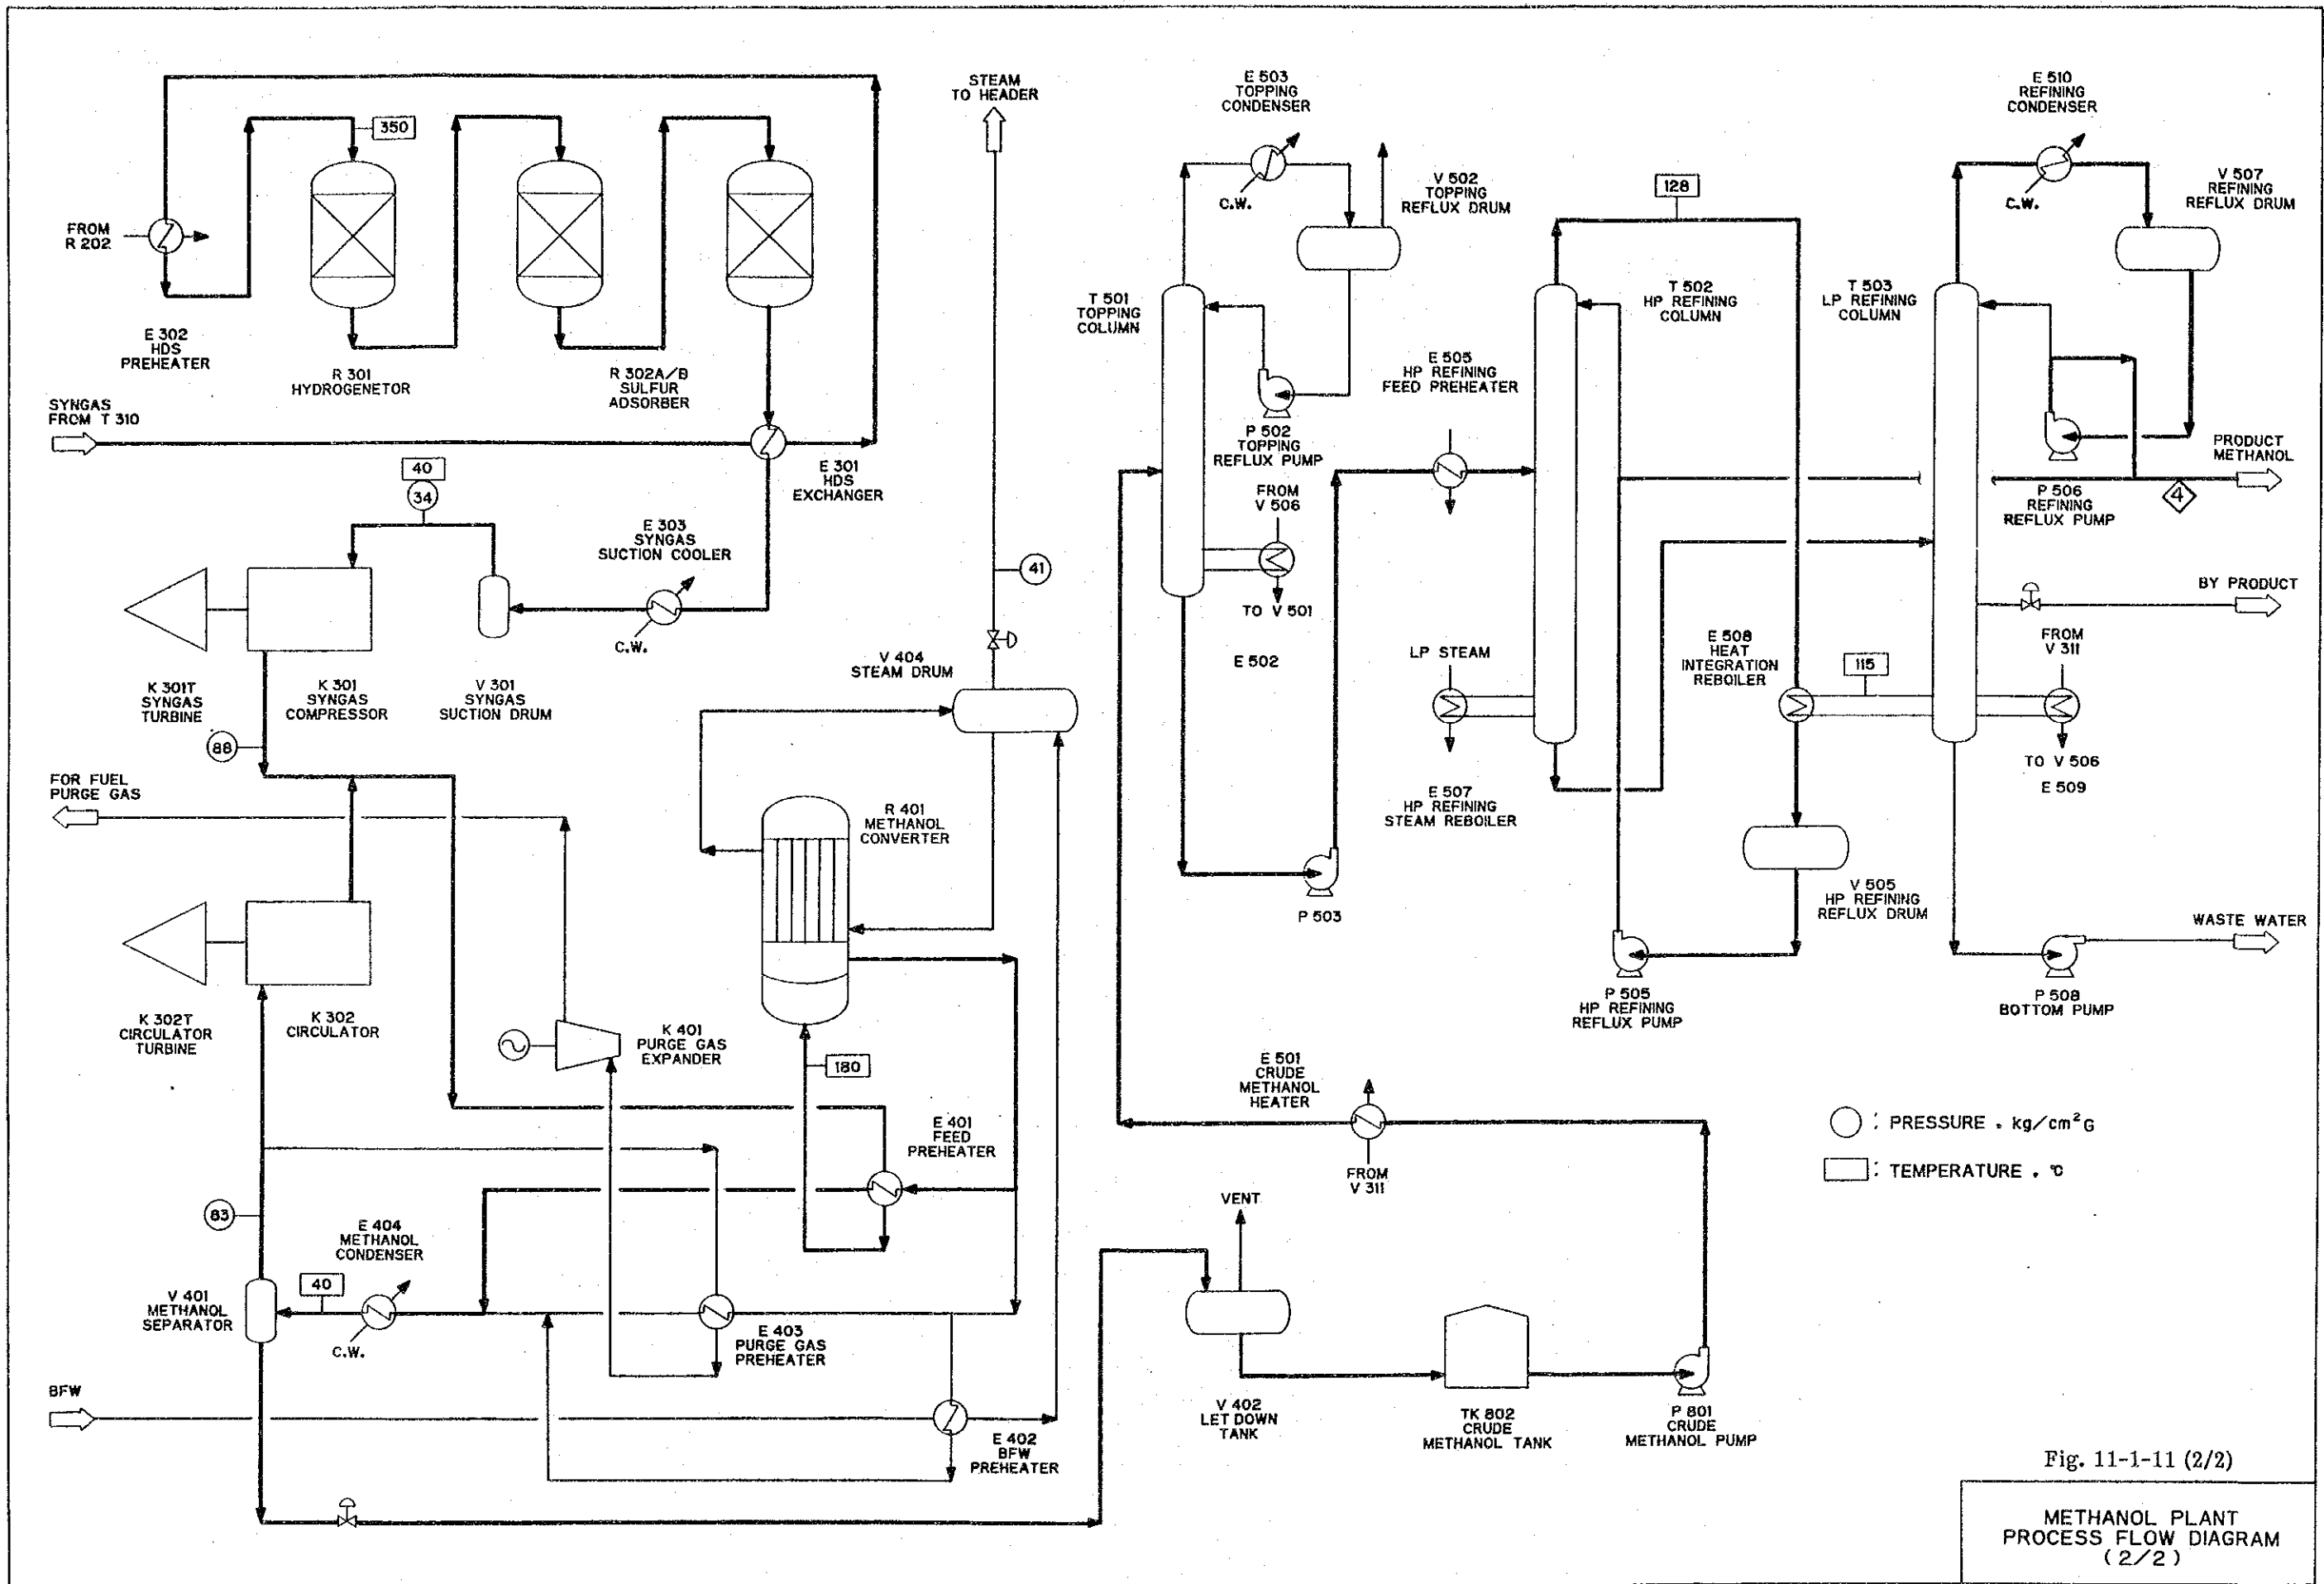 STEAM
TO HEADER
E 503
TOPPING
CONDENSER
E 510
REFINING
CONDENSER
350
FROM
R 202
C.W.
V 502
TOPPING
REFLUX DRUM
128
C.W.
V 507
REFINING
REFLUX DRUM
E 302
HDS
PREHEATER
R 301
HYDROGENETOR
R 302A/B
SULFUR
ADSORBER
T 501
TOPPING
COLUMN
T 502
HP REFINING
COLUMN
T 503
LP REFINING
COLUMN
E 505
HP REFINING
FEED PREHEATER
SYNGAS
FROM T 310
E 301
HDS
EXCHANGER
P 502
TOPPING
REFLUX PUMP
PRODUCT
METHANOL
40
34
FROM
V 506
P 506
REFINING
REFLUX PUMP
4
E 303
SYNGAS
SUCTION COOLER
41
C.W.
TO V 501
BY PRODUCT
K 301T
SYNGAS
TURBINE
K 301
SYNGAS
COMPRESSOR
V 301
SYNGAS
SUCTION DRUM
V 404
STEAM DRUM
E 502
LP STEAM
E 508
HEAT
INTEGRATION
REBOILER
115
FROM
V 311
88
TO V 506
E 509
FOR FUEL
PURGE GAS
R 401
METHANOL
CONVERTER
E 507
HP REFINING
STEAM REBOILER
P 503
V 505
HP REFINING
REFLUX DRUM
WASTE WATER
K 302T
CIRCULATOR
TURBINE
K 302
CIRCULATOR
K 401
PURGE GAS
EXPANDER
180
P 505
HP REFINING
REFLUX PUMP
P 508
BOTTOM PUMP
E 501
CRUDE
METHANOL
HEATER
E 401
FEED
PREHEATER
FROM
V 311
: PRESSURE . kg/cm²G
: TEMPERATURE . ℃
83
E 404
METHANOL
CONDENSER
VENT
V 401
METHANOL
SEPARATOR
40
C.W.
E 403
PURGE GAS
PREHEATER
BFW
E 402
BFW
PREHEATER
V 402
LET DOWN
TANK
TK 802
CRUDE
METHANOL TANK
P 801
CRUDE
METHANOL PUMP
Fig. 11-1-11 (2/2)
METHANOL PLANT
PROCESS FLOW DIAGRAM
(2/2)